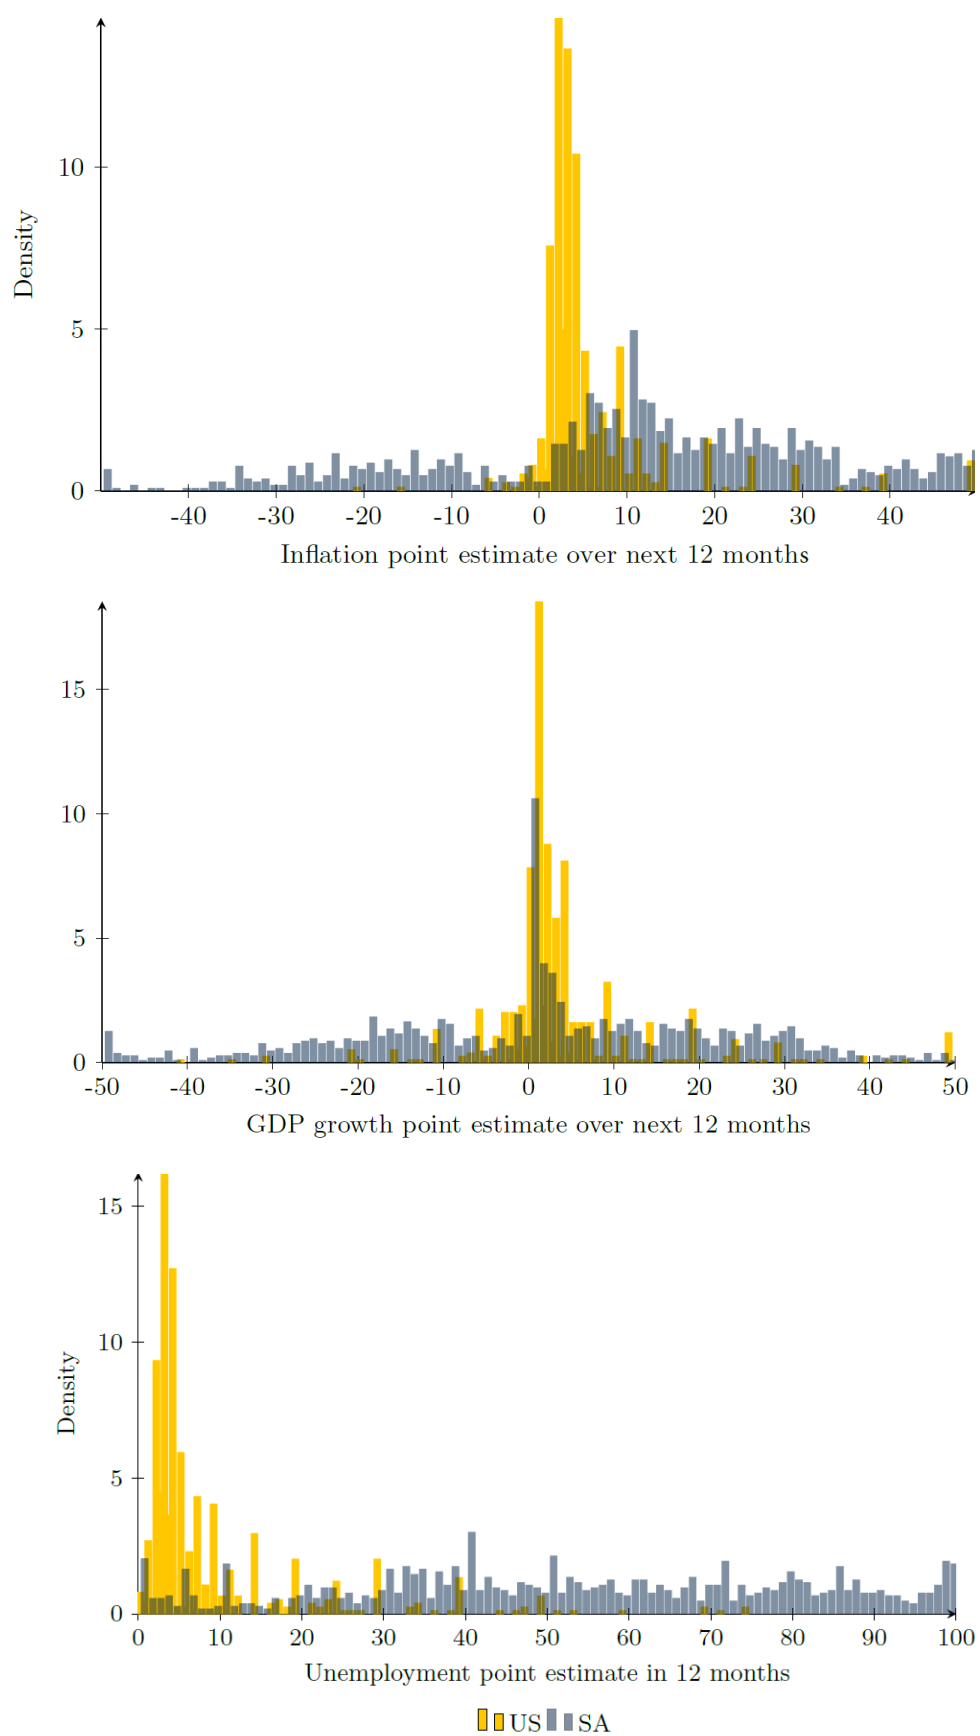 10
Density
5
0
-40 -30 -20 -10 0 10 20 30 40
Inflation point estimate over next 12 months
15
10
5
0
-50 -40 -30 -20 -10 0 10 20 30 40 50
GDP growth point estimate over next 12 months
15
10
Density
5
0
0 10 20 30 40 50 60 70 80 90 100
Unemployment point estimate in 12 months
US SA